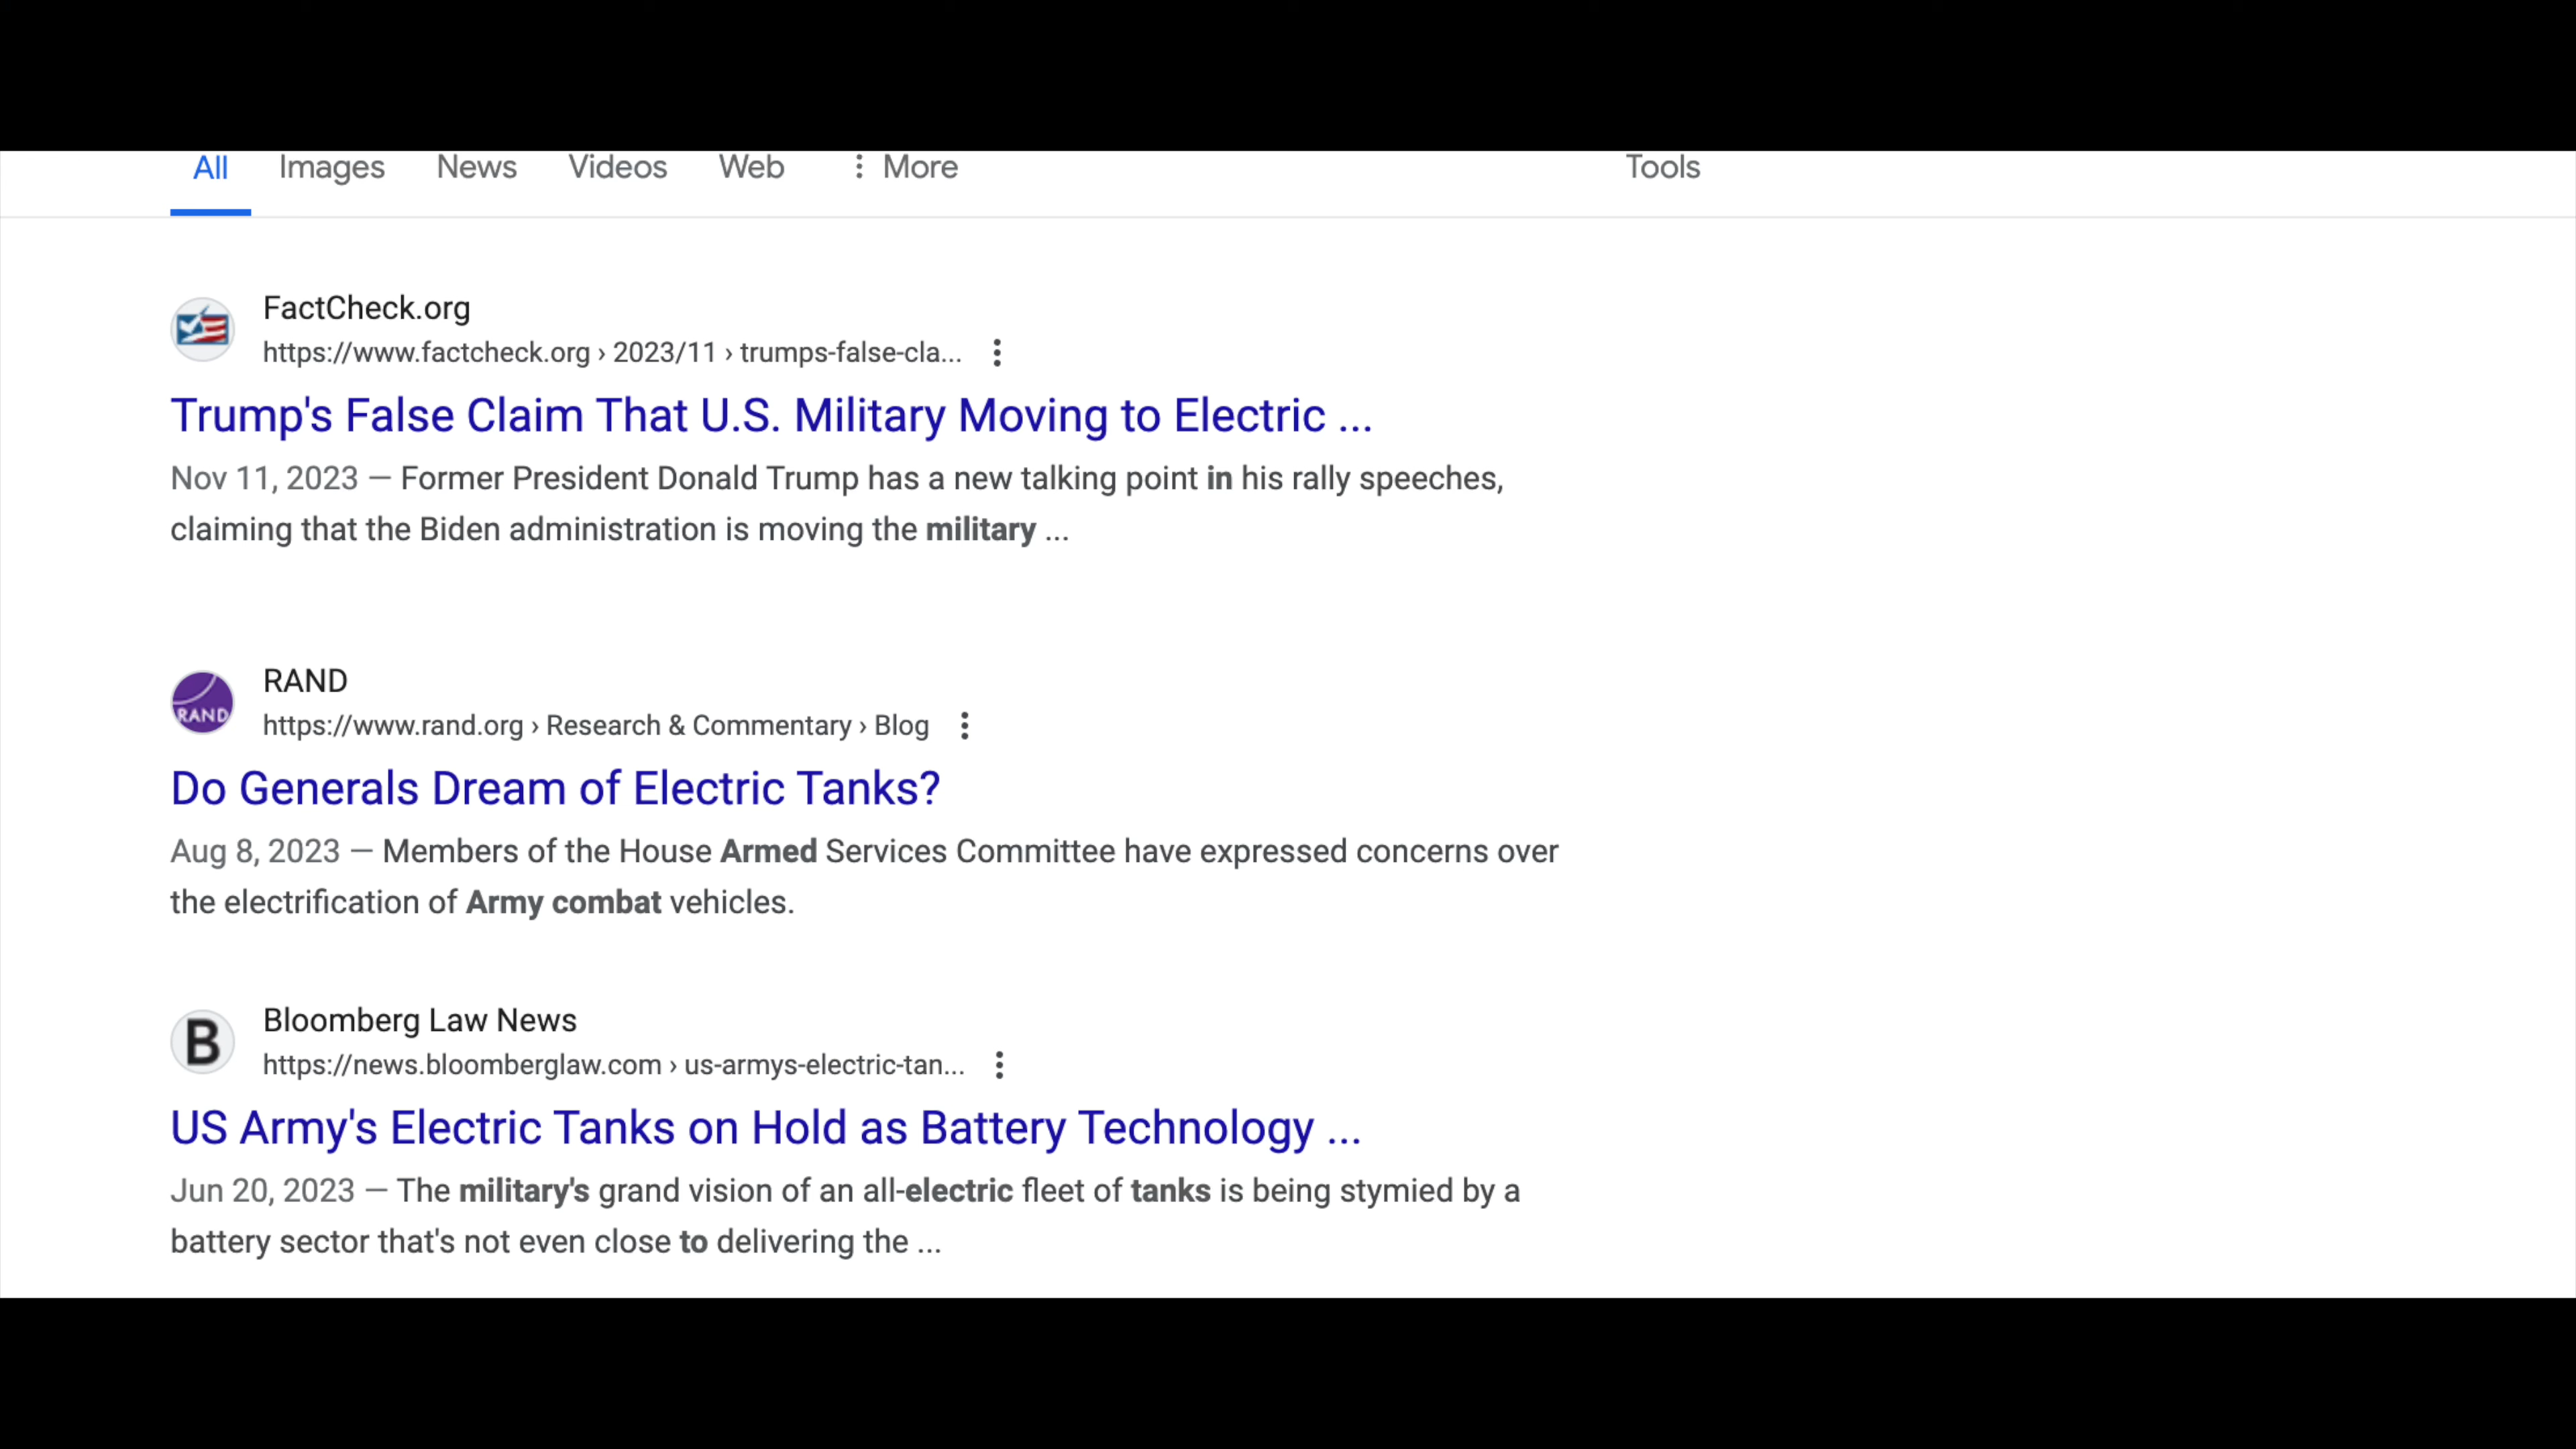 All Images News Videos Web More Tools
FactCheck.org
https://www.factcheck.org › 2023/11 › trumps-false-cla...
Trump's False Claim That U.S. Military Moving to Electric ...
Nov 11, 2023 — Former President Donald Trump has a new talking point in his rally speeches,
claiming that the Biden administration is moving the military ...
RAND
RAND
https://www.rand.org › Research & Commentary › Blog
Do Generals Dream of Electric Tanks?
Aug 8, 2023 — Members of the House Armed Services Committee have expressed concerns over
the electrification of Army combat vehicles.
B
Bloomberg Law News
https://news.bloomberglaw.com › us-armys-electric-tan...
US Army's Electric Tanks on Hold as Battery Technology ...
Jun 20, 2023 — The military's grand vision of an all-electric fleet of tanks is being stymied by a
battery sector that's not even close to delivering the ...